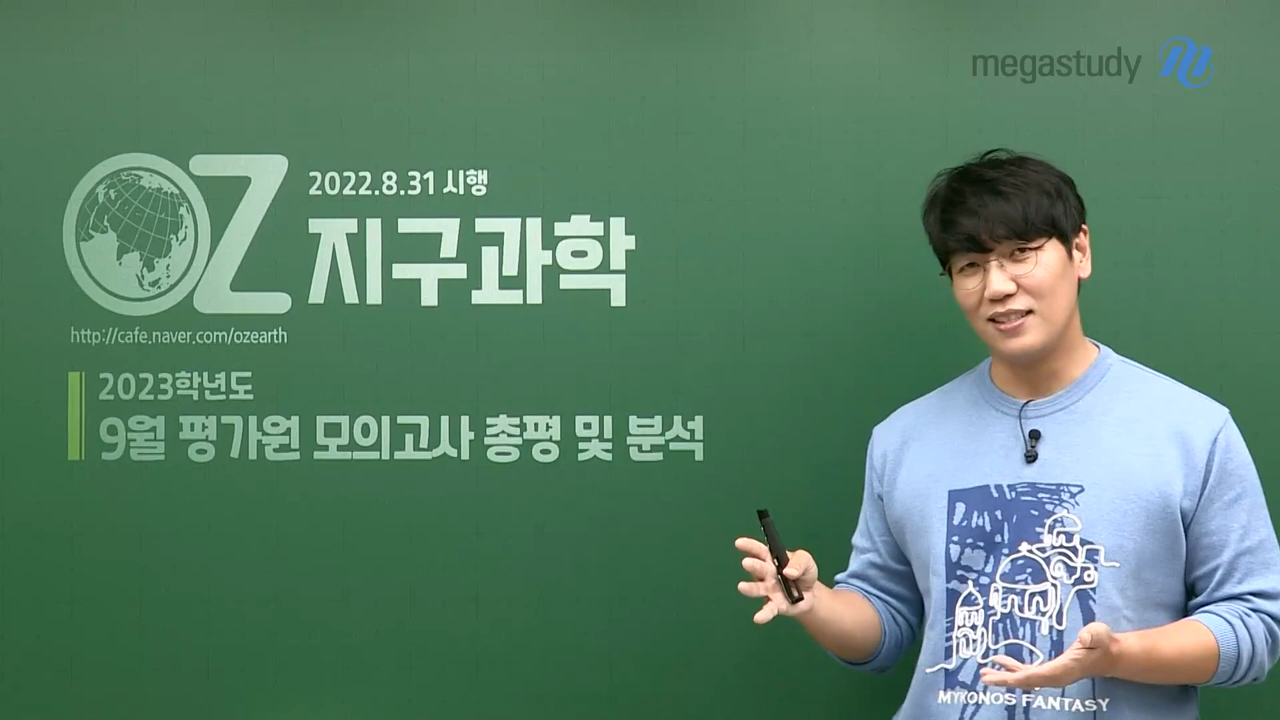 megastudy
OZ
2022.8.31 시행
지구과학
http://cafe.naver.com/ozearth
2023학년도
9월 평가원 모의고사 총평 및 분석
MYKONOS FANTASY